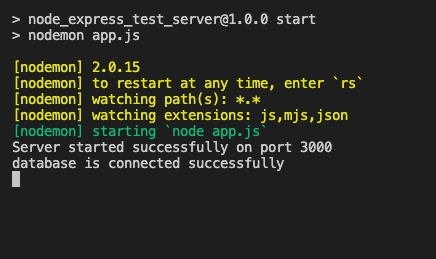 > node_express_test_server@1.0.0 start
> nodemon app.js
[nodemon] 2.0.15
[nodemon] to restart at any time, enter `rs`
[nodemon] watching path(s): *.*
[nodemon] watching extensions: js,mjs,json
[nodemon] starting `node app.js`
Server started successfully on port 3000
database is connected successfully